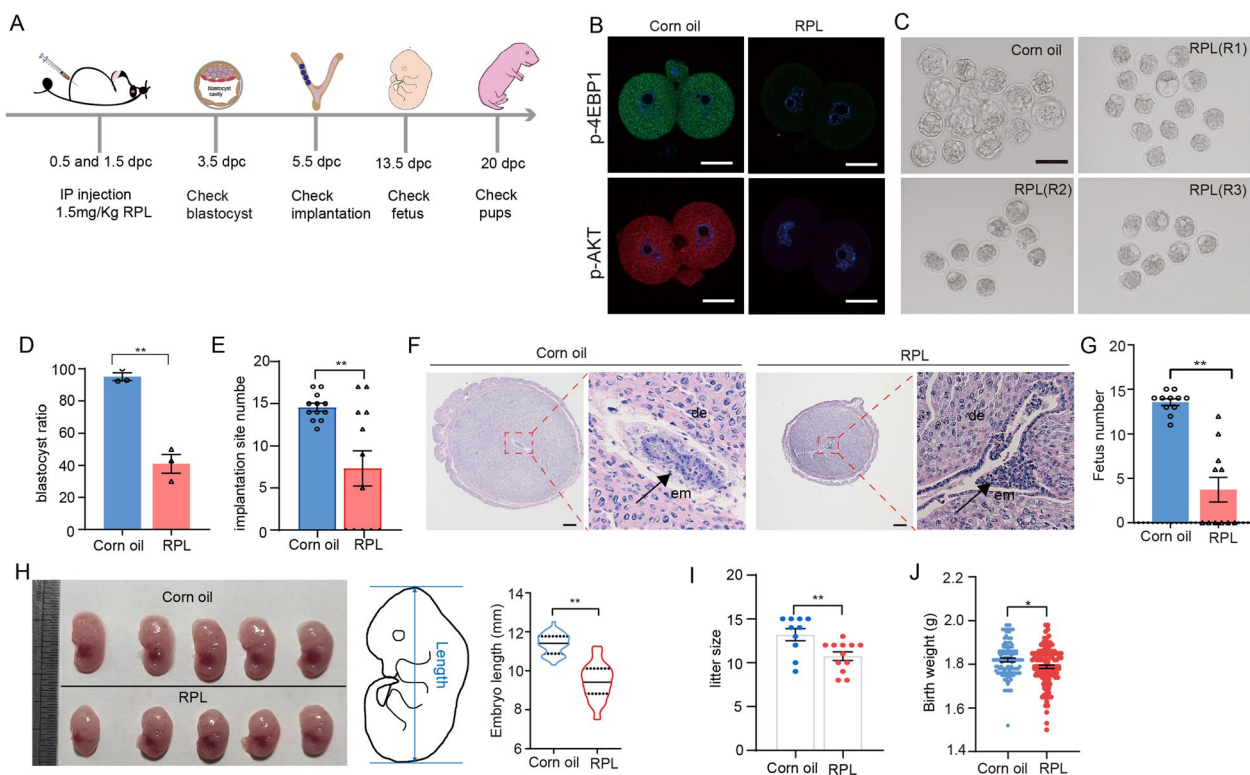 A
blastocyst
cavity
0.5 and 1.5 dpc
3.5 dpc
5.5 dpc
13.5 dpc
20 dpc
IP injection
1.5mg/Kg RPL
Check
blastocyst
Check
implantation
Check
fetus
Check
pups
B
Corn oil
RPL
p-4EBP1
p-AKT
C
Corn oil
RPL(R1)
RPL(R2)
RPL(R3)
D
**
blastocyst ratio
100
80
60
40
20
0
Corn oil
RPL
E
**
implantation site numbe
20
15
10
5
0
Corn oil
RPL
F
Corn oil
RPL
de
em
de
em
G
**
Fetus number
15
10
5
0
Corn oil
RPL
H
Corn oil
RPL
Length
**
Embryo length (mm)
14
12
10
8
6
Corn oil
RPL
I
**
litter size
20
15
10
5
0
Corn oil
RPL
J
*
Birth weight (g)
2.2
2.0
1.8
1.6
1.4
Corn oil
RPL